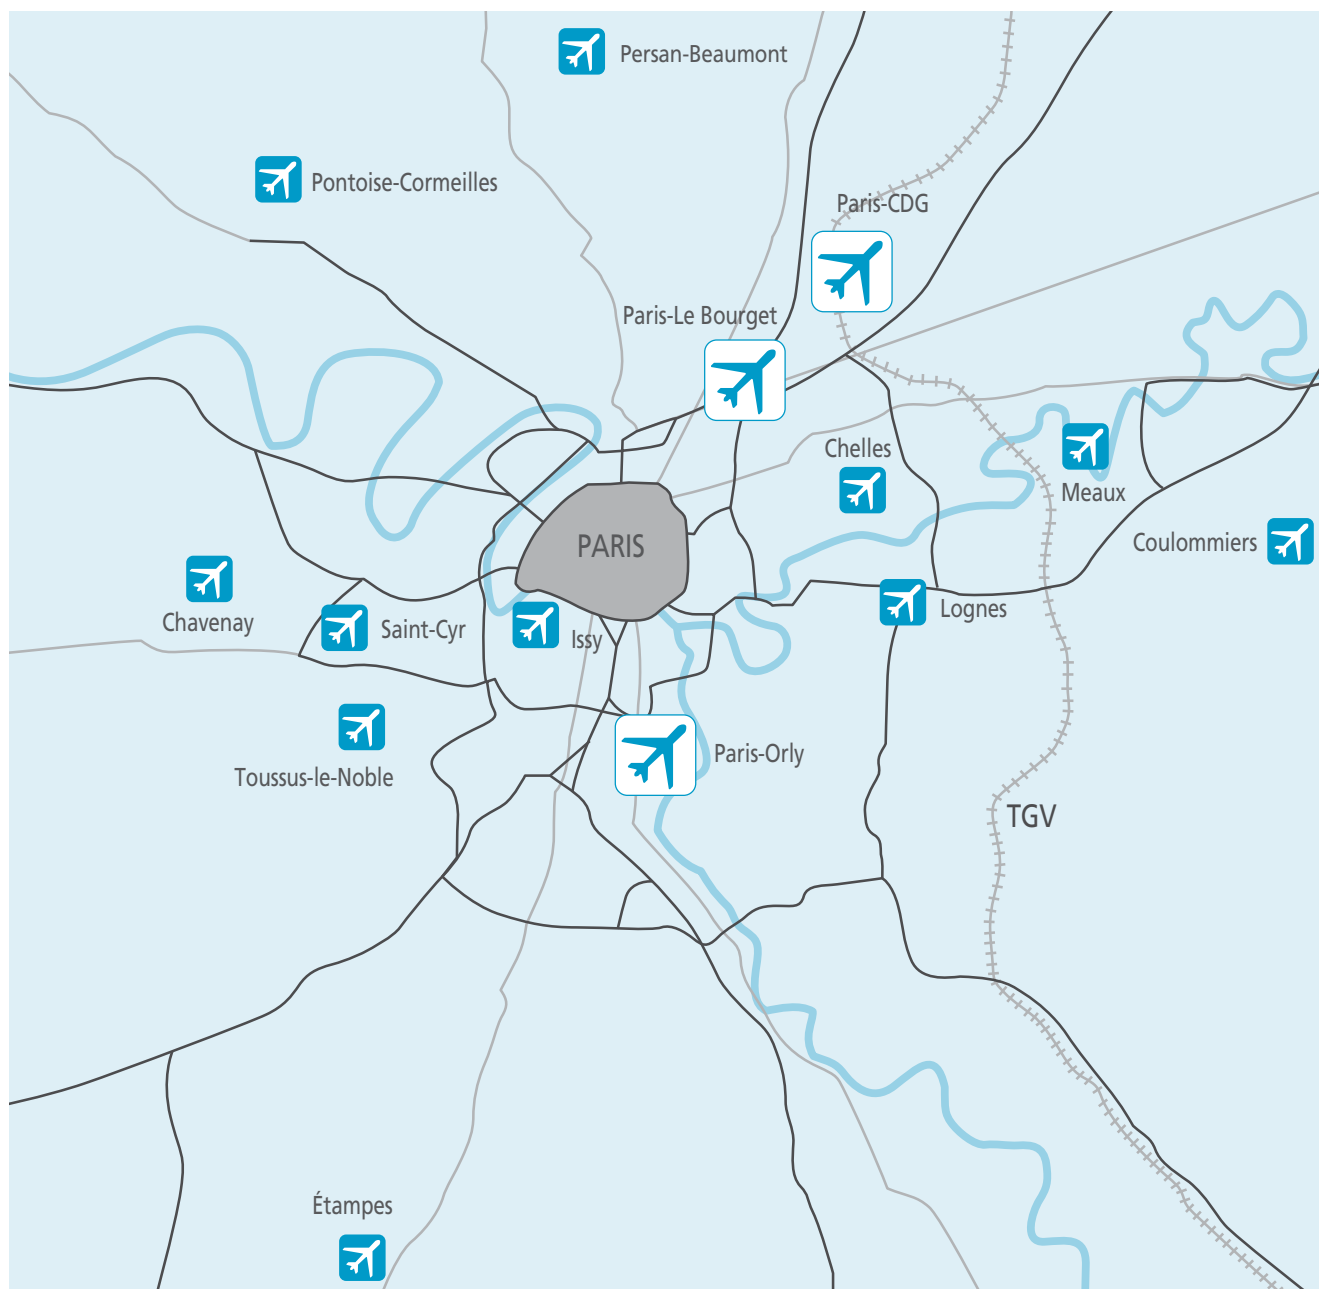 Persan-Beaumont
Pontoise-Cormeilles
Paris-CDG
Paris-Le Bourget
Chelles
Meaux
PARIS
Coulommiers
Chavenay
Saint-Cyr
Issy
Lognes
Toussus-le-Noble
Paris-Orly
TGV
Étampes